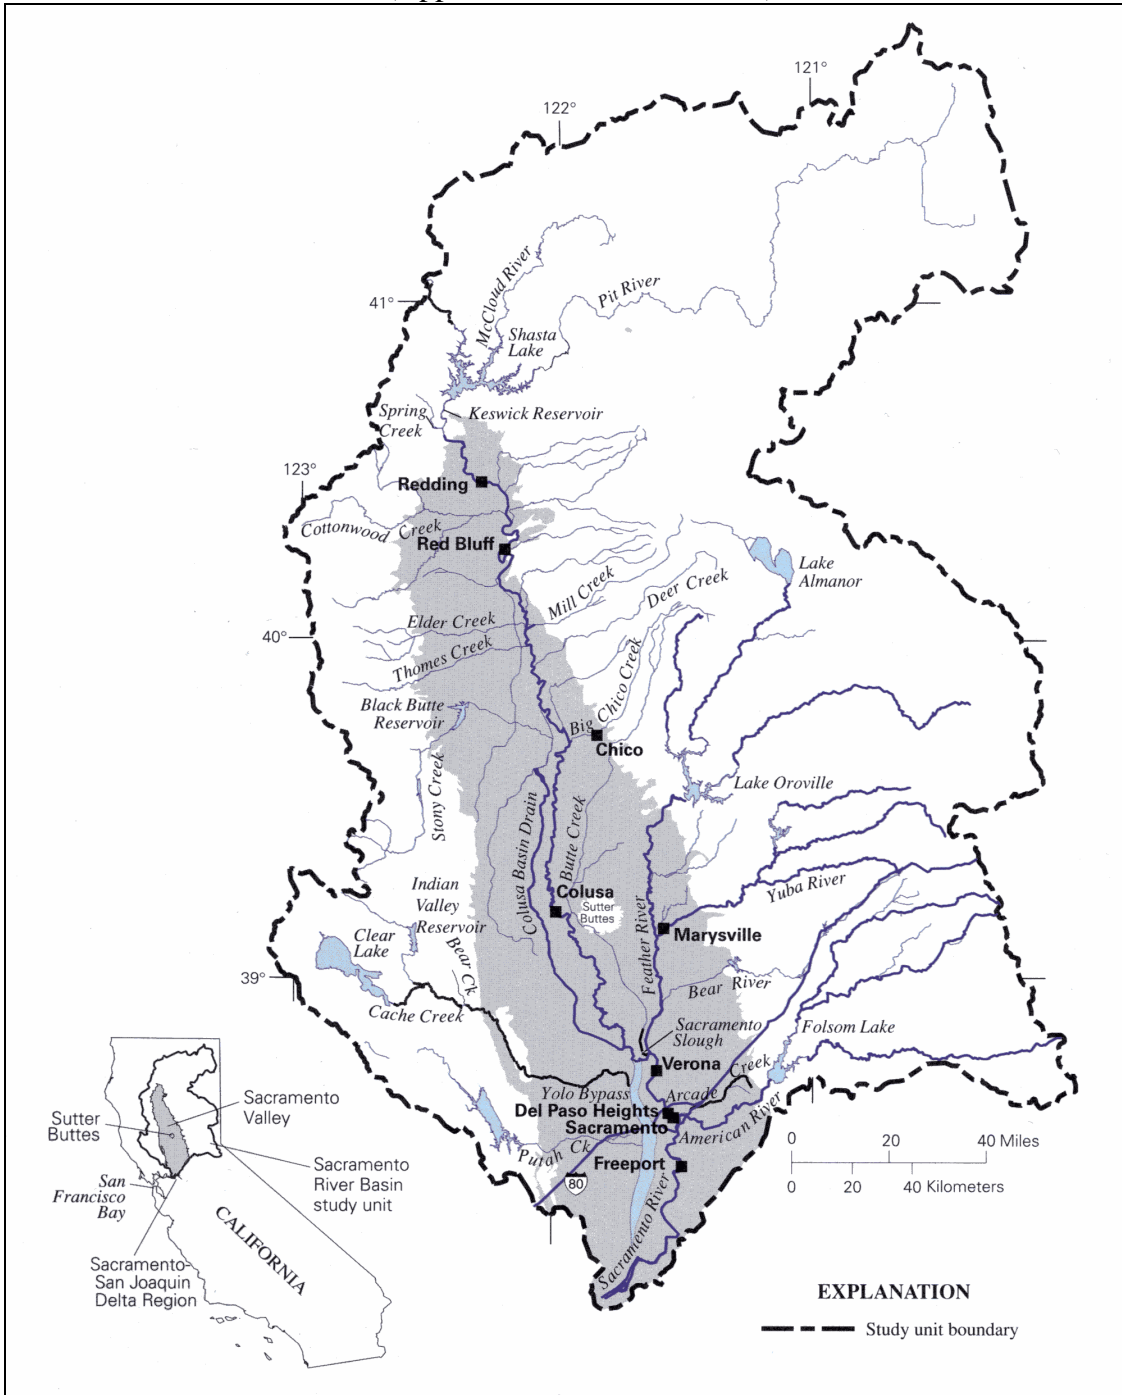 121°
122°
McCloud River
Pit River
41°
Shasta
Lake
Spring
Creek
Keswick Reservoir
123°
Redding
Cottonwood Creek
Red Bluff
Lake
Almanor
Mill Creek
Deer Creek
Elder Creek
40°
Thomes Creek
Big Chico Creek
Black Butte
Reservoir
Chico
Stony Creek
Lake Oroville
Colusa Basin Drain
Butte Creek
Indian
Valley
Reservoir
Colusa
Sutter
Buttes
Yuba River
Feather River
Marysville
Clear
Lake
Bear Ck
39°
Bear River
Cache Creek
Sacramento
Slough
Folsom Lake
Verona
Yolo Bypass
Arcade Creek
Del Paso Heights
Sacramento
American River
Putah Ck
Freeport
80
Sacramento River
0 20 40 Miles
0 20 40 Kilometers
Sacramento
Valley
Sutter
Buttes
Sacramento
River Basin
study unit
San
Francisco
Bay
CALIFORNIA
Sacramento-
San Joaquin
Delta Region
EXPLANATION
Study unit boundary